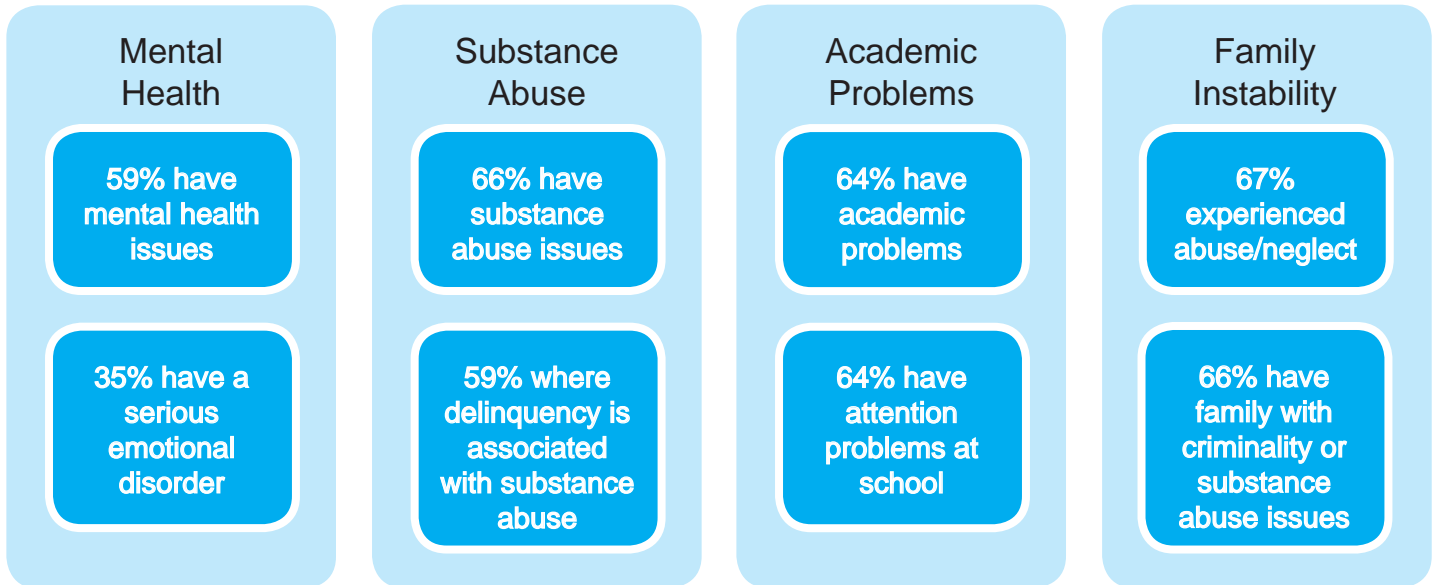 Mental
Health
59% have
mental health
issues
35% have a
serious
emotional
disorder
Substance
Abuse
66% have
substance
abuse issues
59% where
delinquency is
associated
with substance
abuse
Academic
Problems
64% have
academic
problems
64% have
attention
problems at
school
Family
Instability
67%
experienced
abuse/neglect
66% have
family with
criminality or
substance
abuse issues